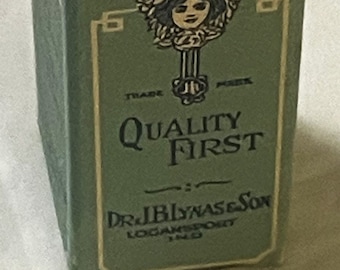 TRADE MARK
QUALITY
FIRST
DR. J.B. LYNAS & SON
LOGANSPORT
IND